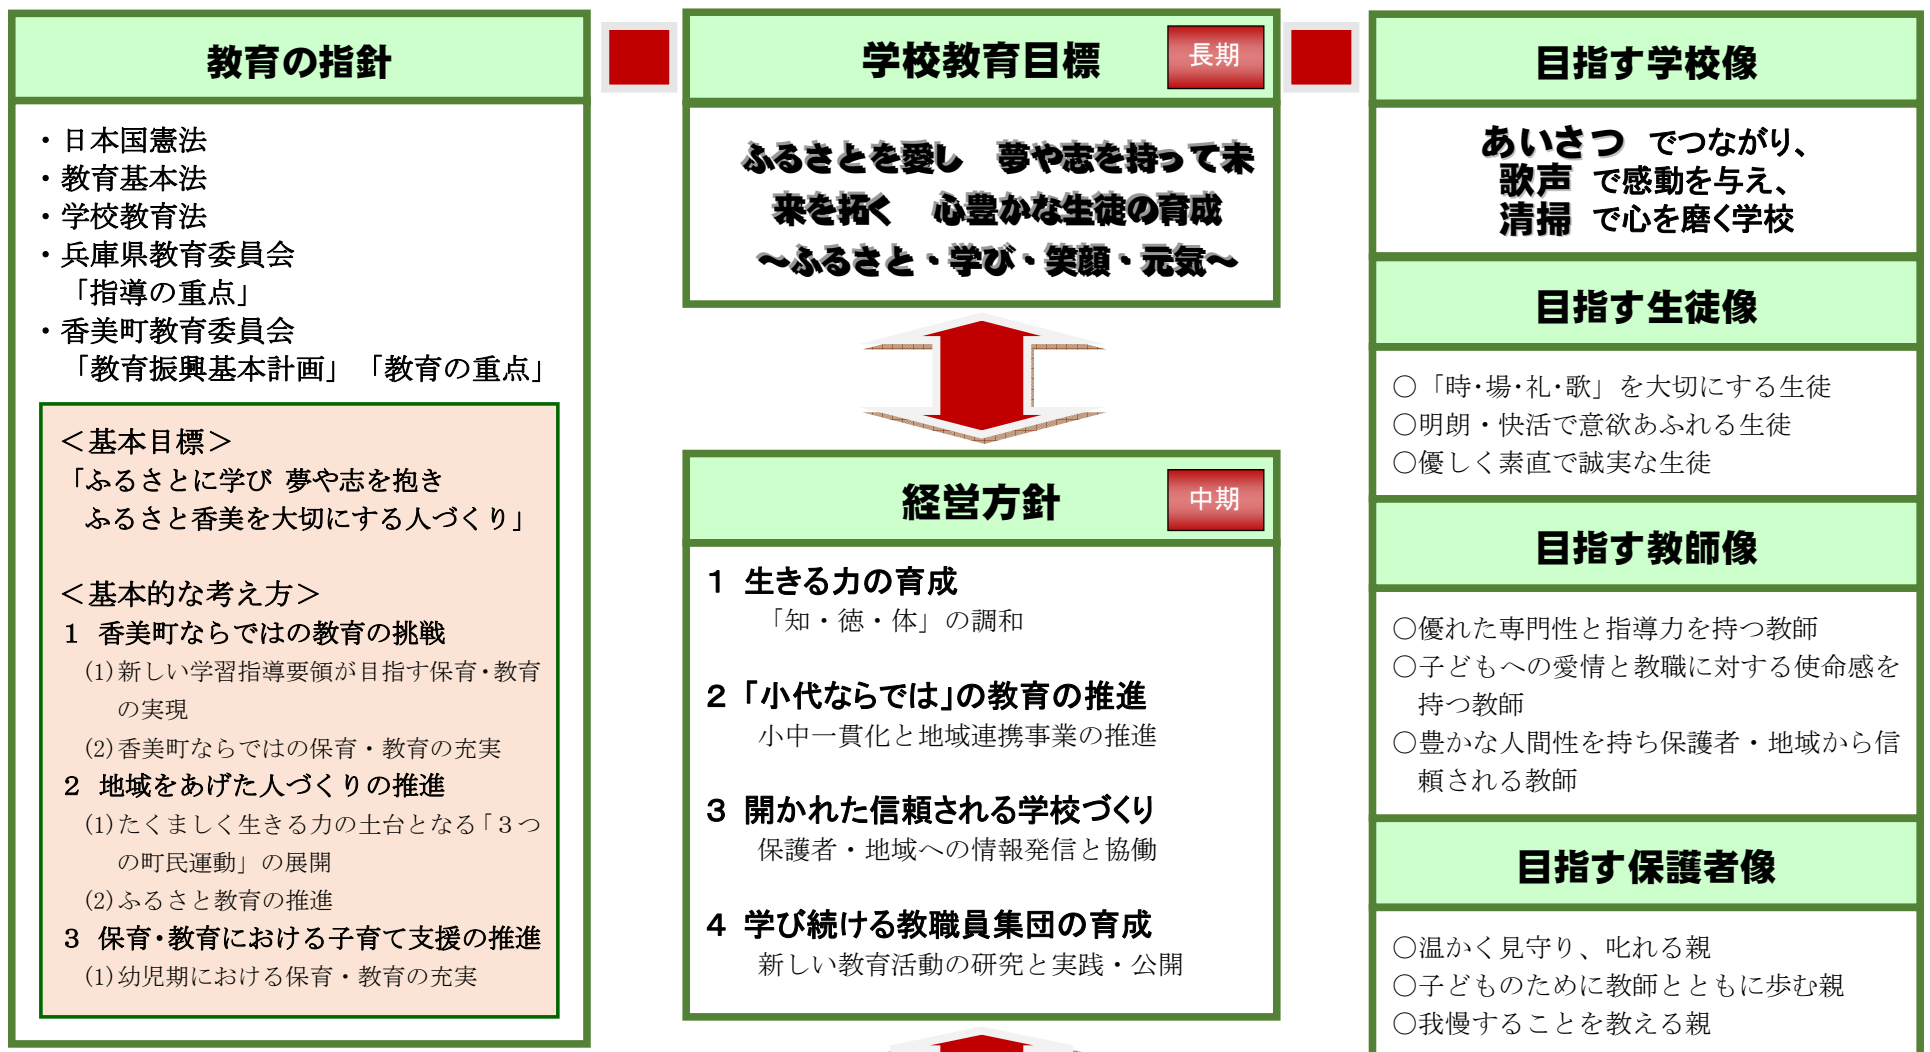 教育の指針
・日本国憲法
・教育基本法
・学校教育法
・兵庫県教育委員会
「指導の重点」
・香美町教育委員会
「教育振興基本計画」「教育の重点」
＜基本目標＞
「ふるさとに学び 夢や志を抱き
ふるさと香美を大切にする人づくり」
＜基本的な考え方＞
１ 香美町ならではの教育の挑戦
(1)新しい学習指導要領が目指す保育・教育
の実現
(2)香美町ならではの保育・教育の充実
２ 地域をあげた人づくりの推進
(1)たくましく生きる力の土台となる「３つ
の町民運動」の展開
(2)ふるさと教育の推進
３ 保育・教育における子育て支援の推進
(1)幼児期における保育・教育の充実
学校教育目標
長期
ふるさとを愛し　夢や志を持って未
来を拓く　心豊かな生徒の育成
～ふるさと・学び・笑顔・元気～
経営方針
中期
１ 生きる力の育成
「知・徳・体」の調和
２「小代ならでは」の教育の推進
小中一貫化と地域連携事業の推進
３ 開かれた信頼される学校づくり
保護者・地域への情報発信と協働
４ 学び続ける教職員集団の育成
新しい教育活動の研究と実践・公開
目指す学校像
あいさつ でつながり、
歌声 で感動を与え、
清掃 で心を磨く学校
目指す生徒像
○「時・場・礼・歌」を大切にする生徒
○明朗・快活で意欲あふれる生徒
○優しく素直で誠実な生徒
目指す教師像
○優れた専門性と指導力を持つ教師
○子どもへの愛情と教職に対する使命感を
持つ教師
○豊かな人間性を持ち保護者・地域から信
頼される教師
目指す保護者像
○温かく見守り、叱れる親
○子どものために教師とともに歩む親
○我慢することを教える親